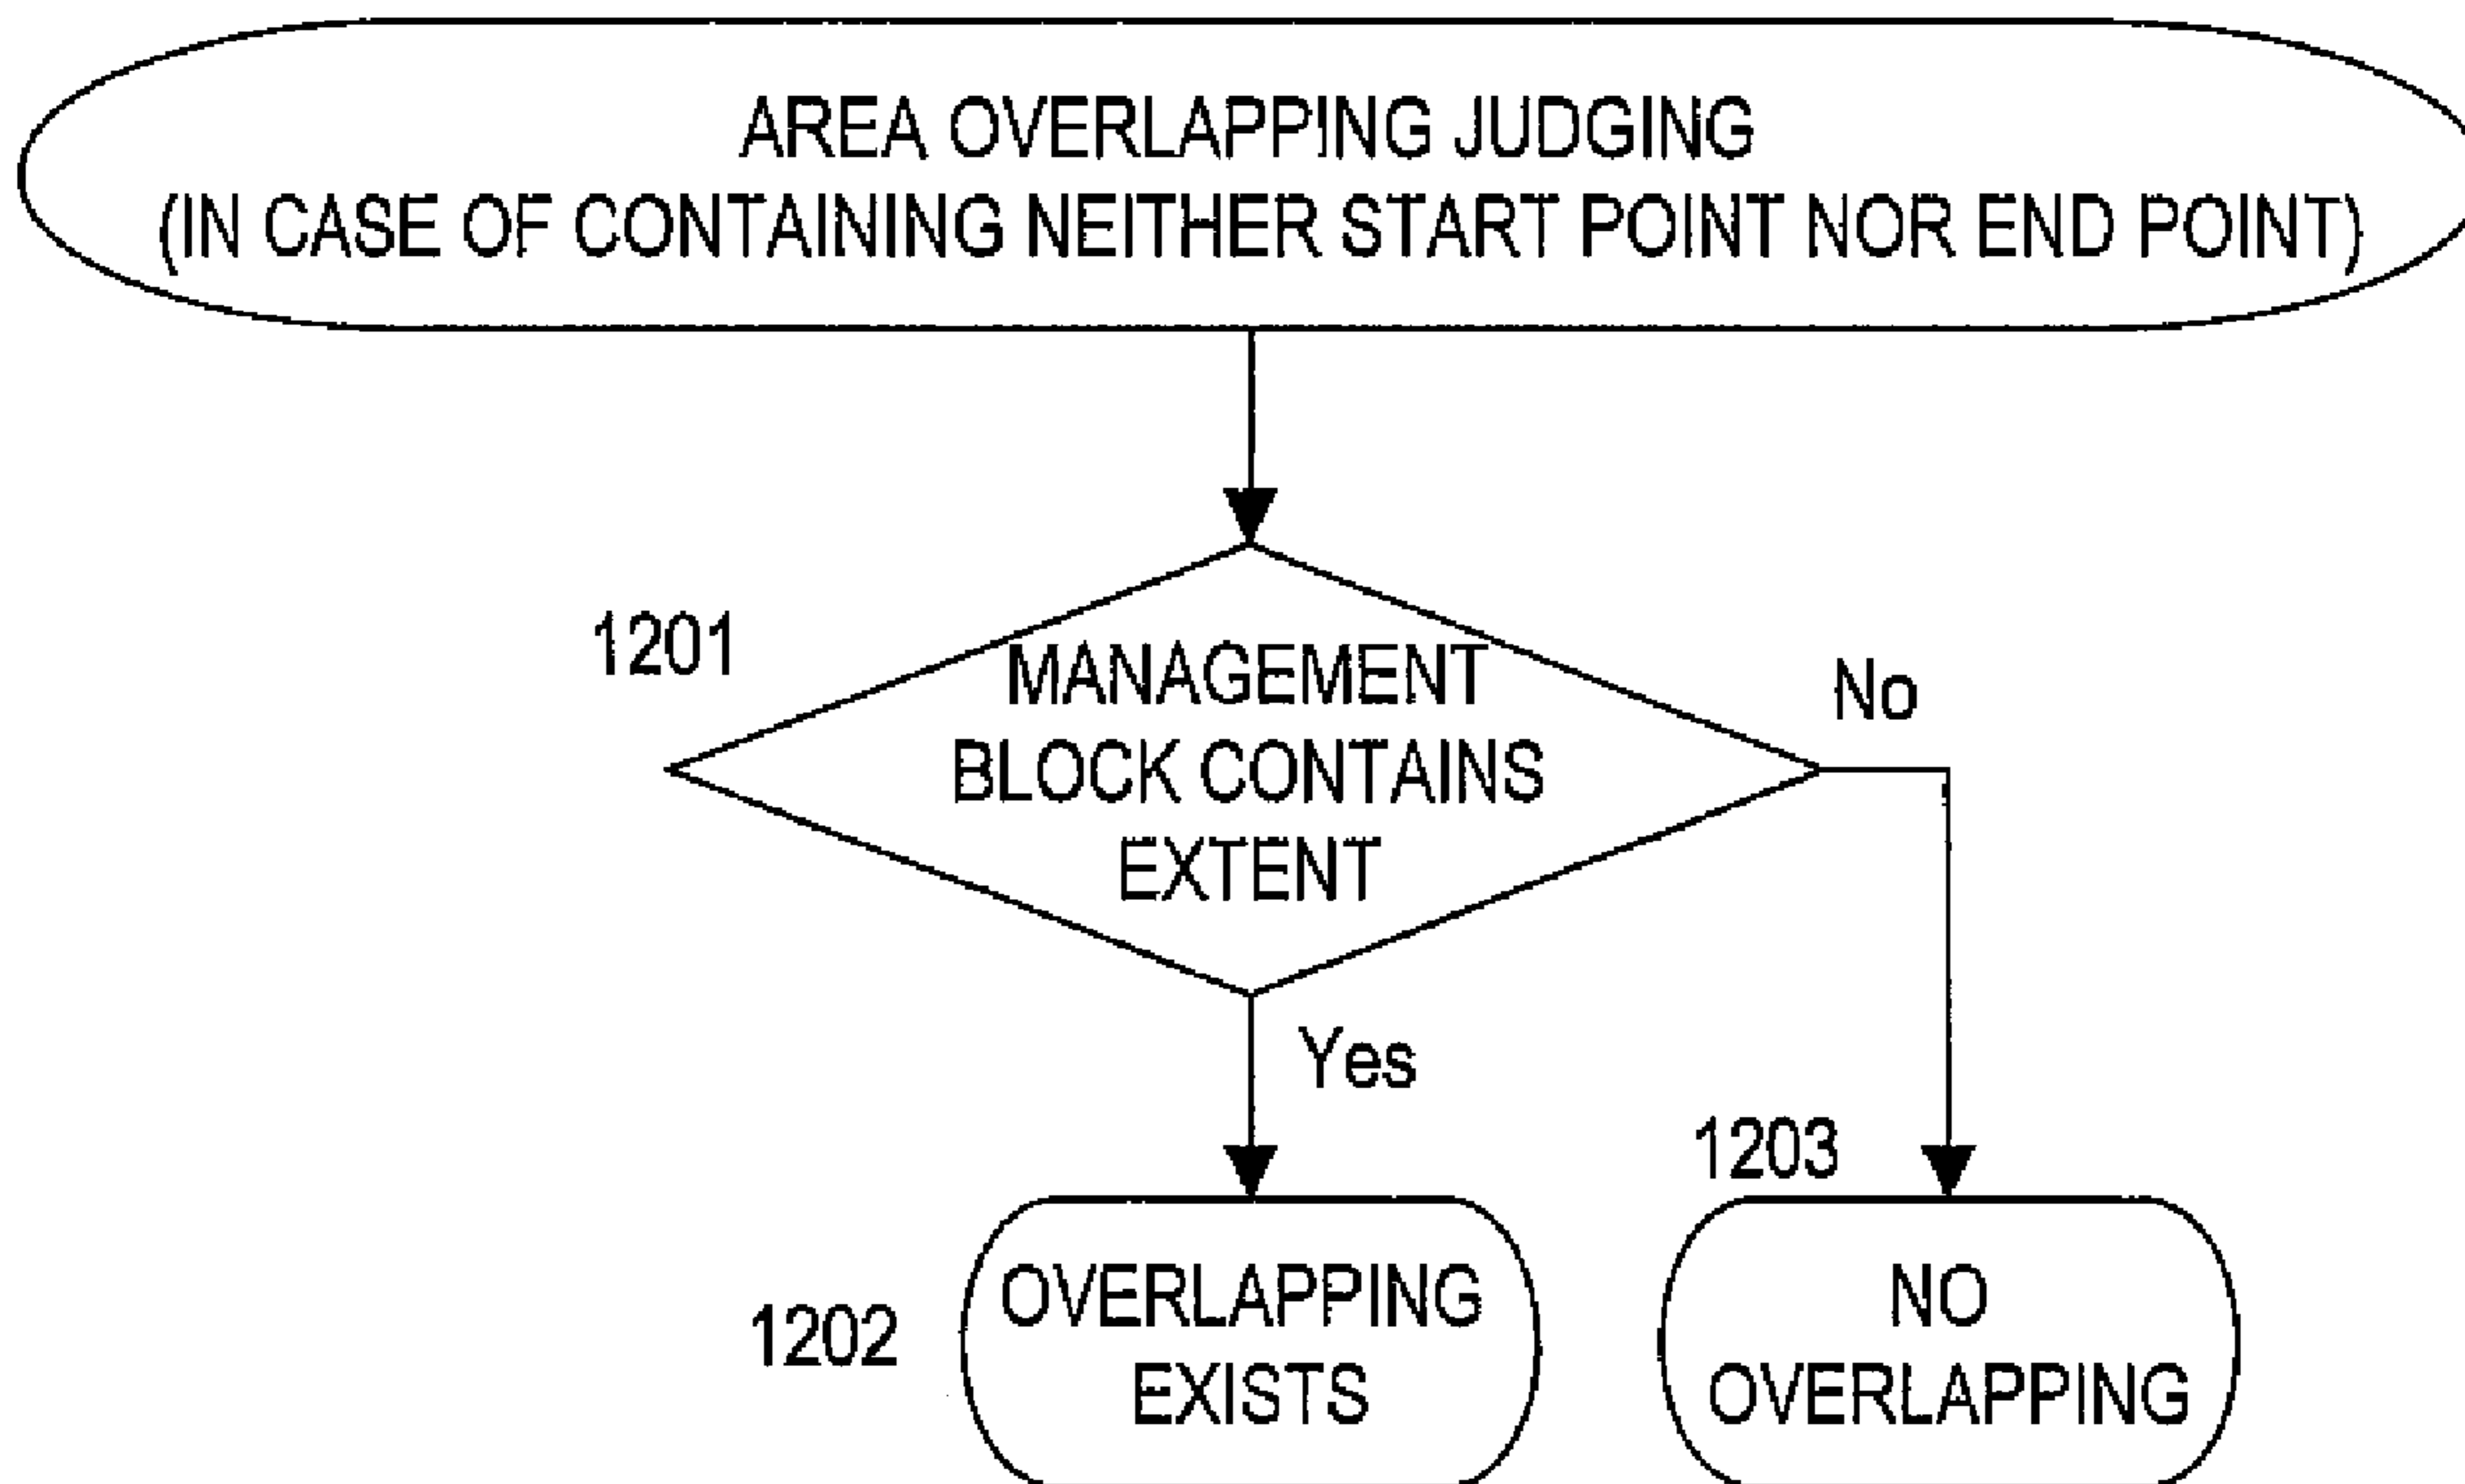 AREA OVERLAPPING JUDGING
(IN CASE OF CONTAINING NEITHER START POINT NOR END POINT)
1201
MANAGEMENT
BLOCK CONTAINS
EXTENT
No
Yes
1202
OVERLAPPING
EXISTS
1203
NO
OVERLAPPING